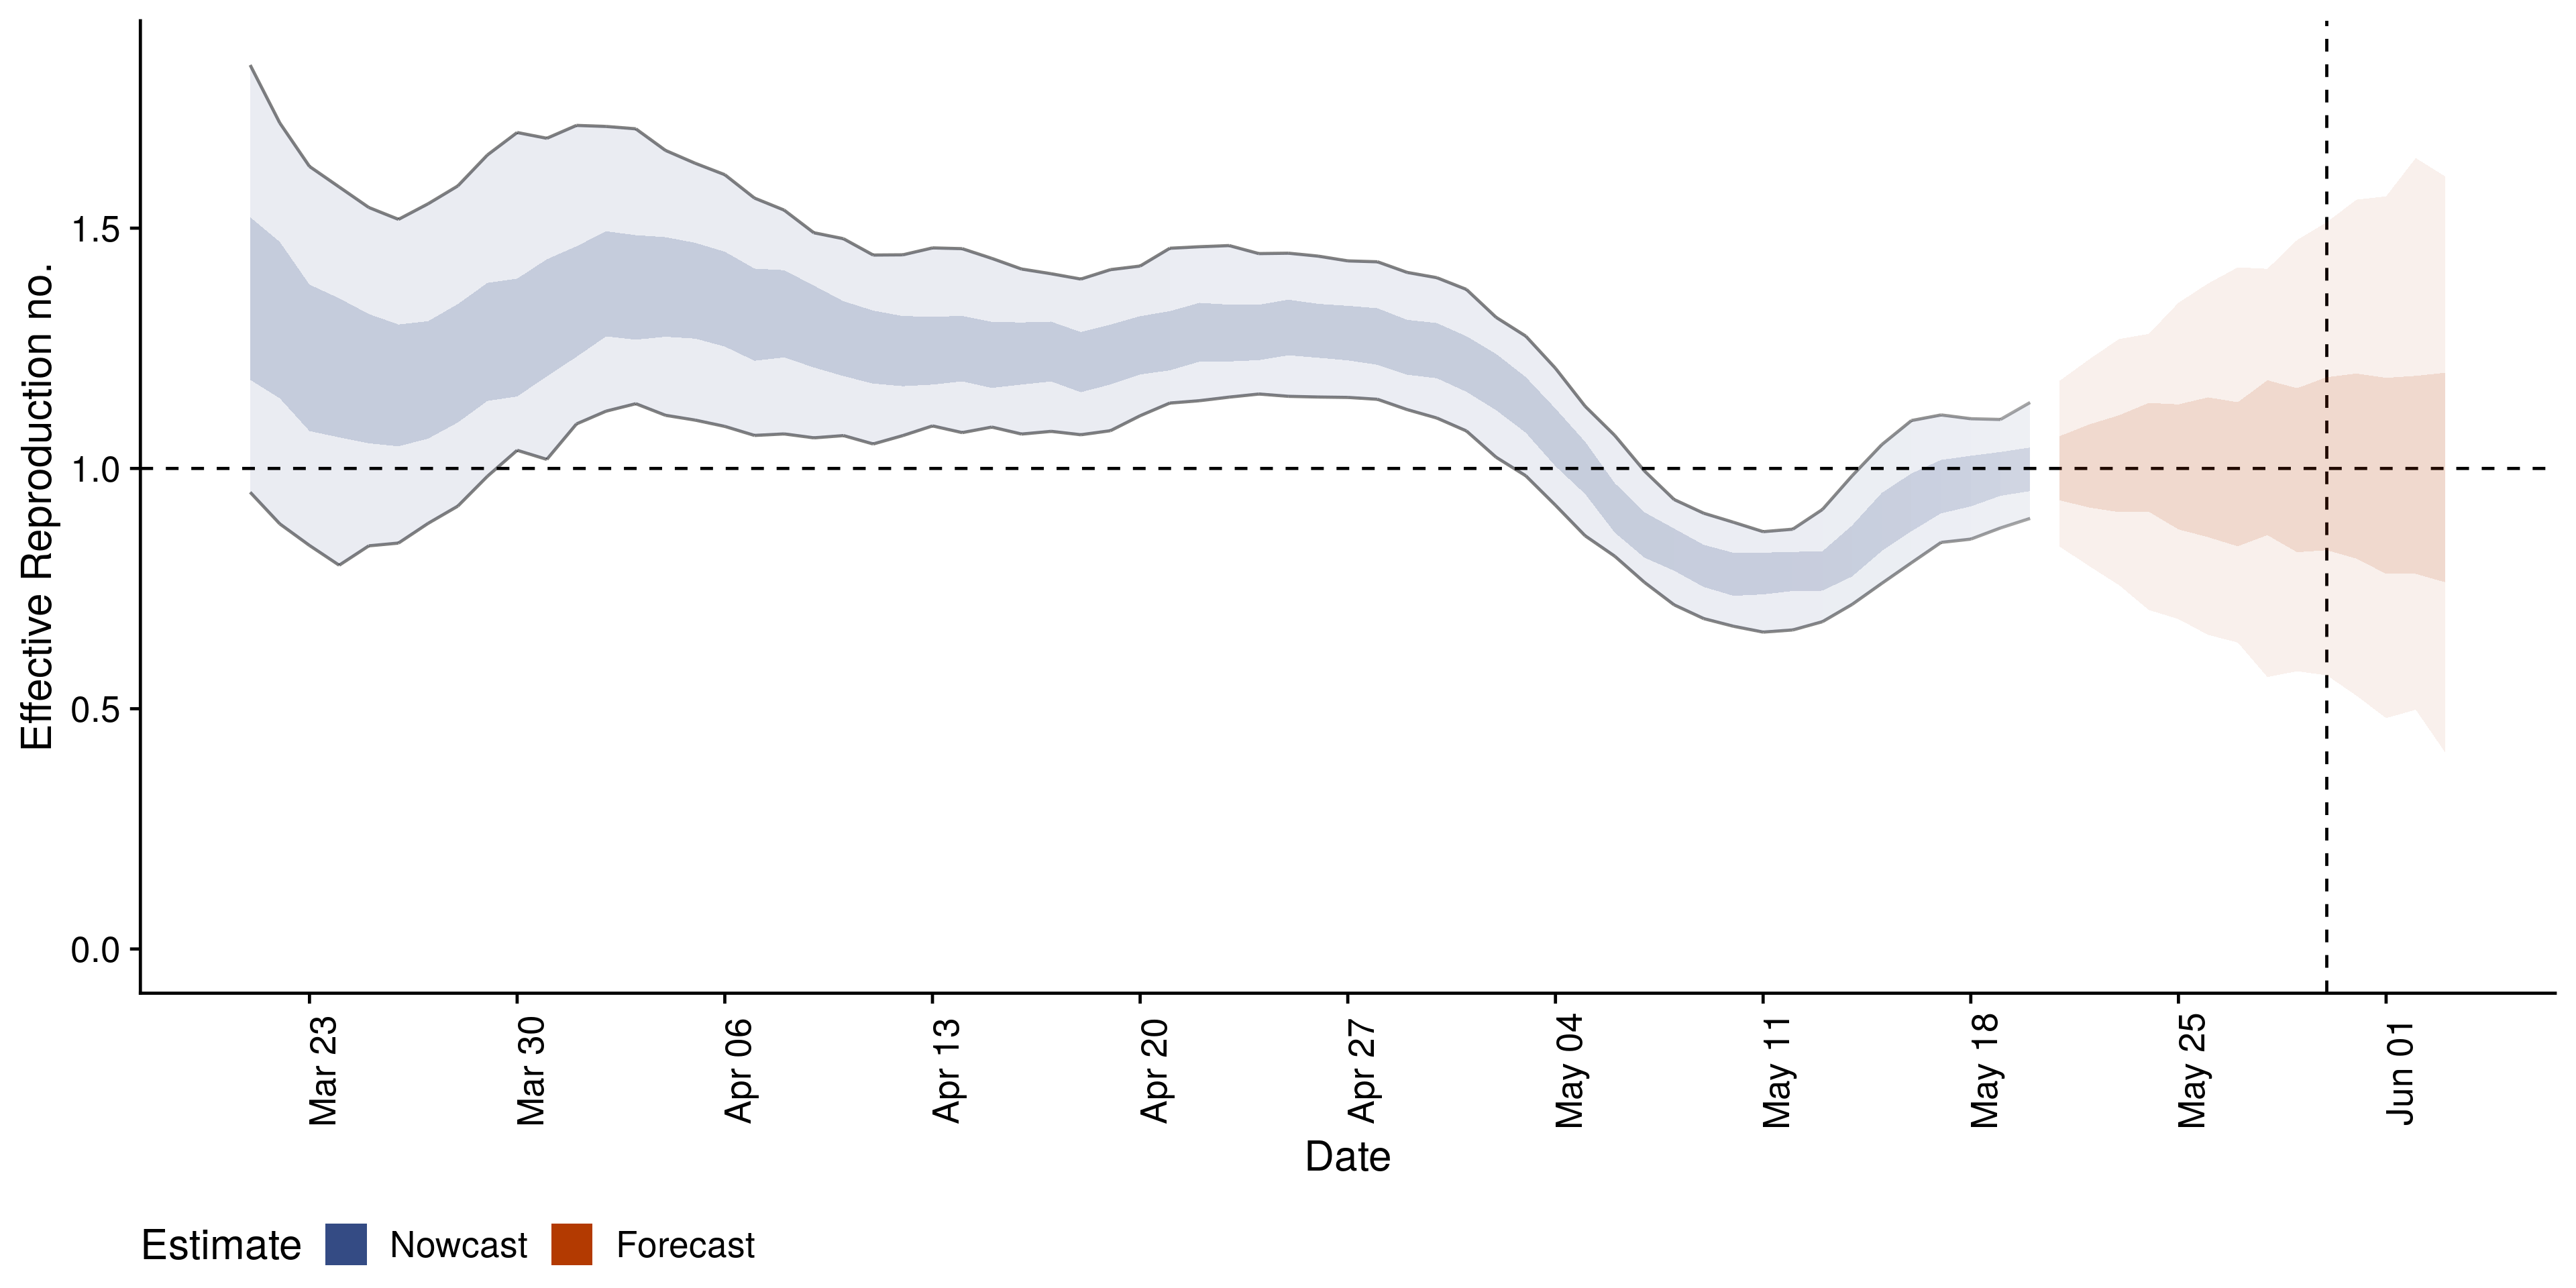 Effective Reproduction no.
1.5
1.0
0.5
0.0
Mar 23
Mar 30
Apr 06
Apr 13
Apr 20
Apr 27
May 04
May 11
May 18
May 25
Jun 01
Date
Estimate Nowcast Forecast